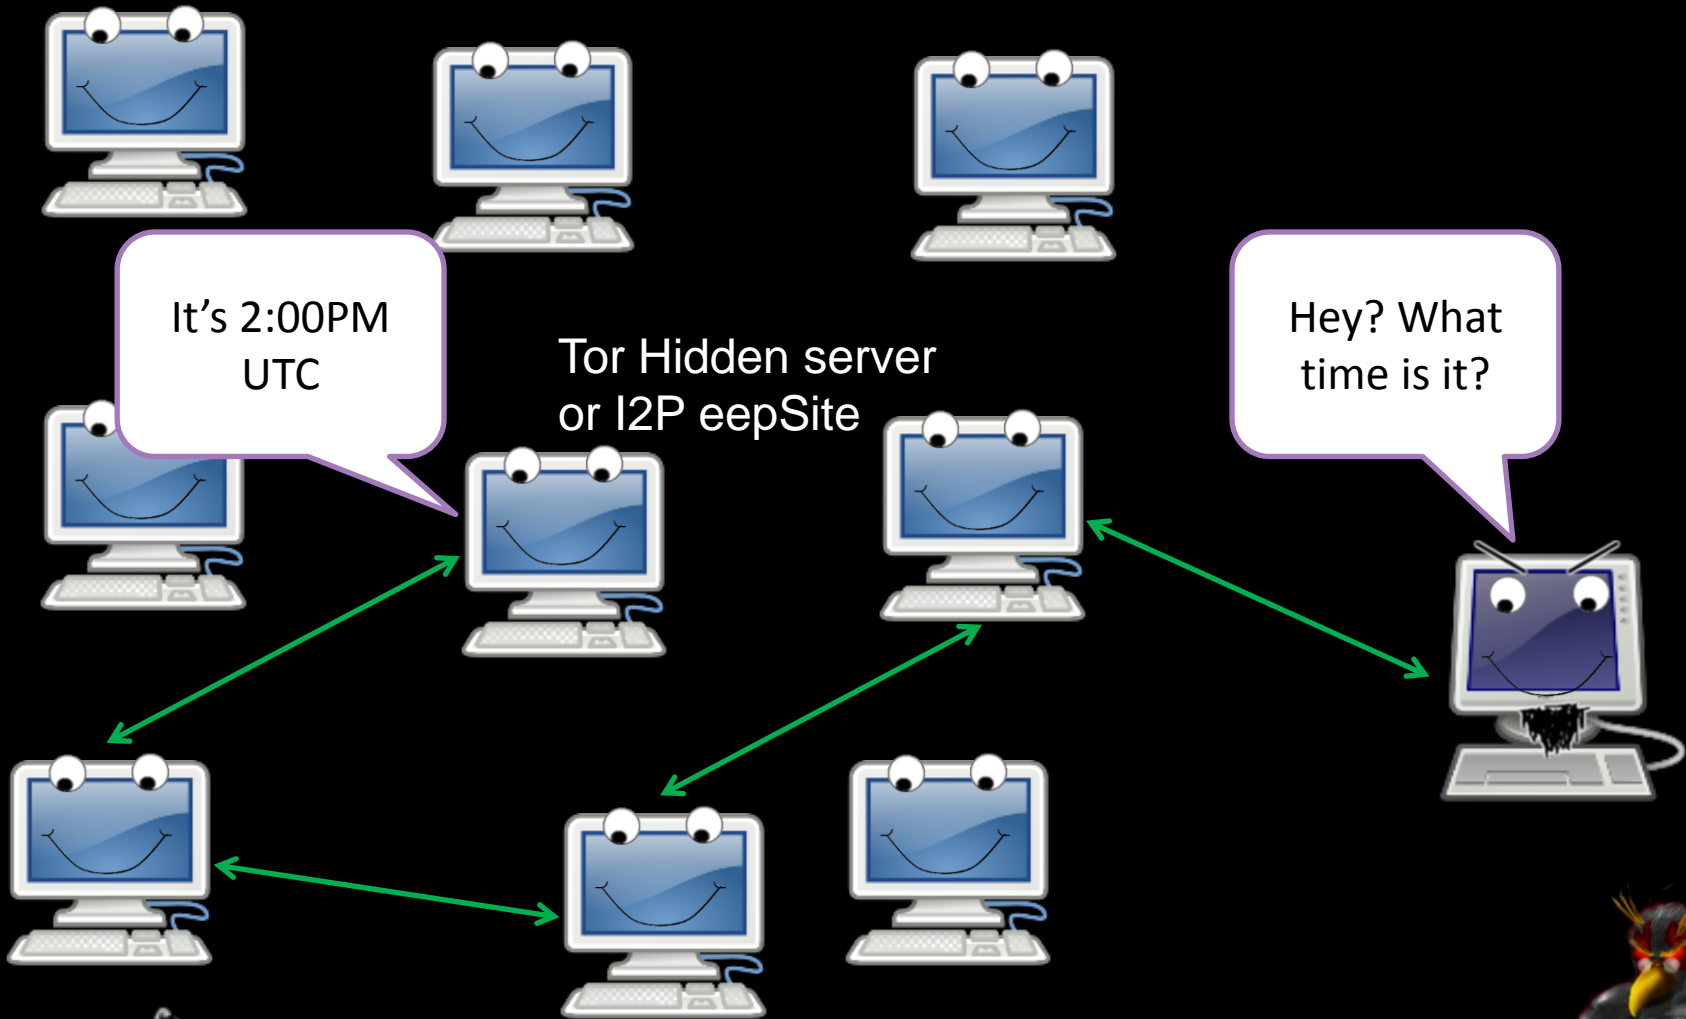 It’s 2:00PM
UTC
Tor Hidden server
or I2P eepSite
Hey? What
time is it?